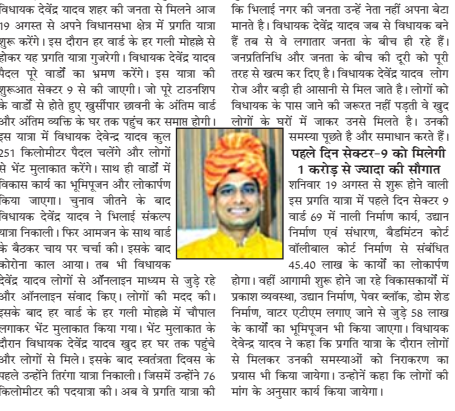 विधायक देवेंद्र यादव शहर की जनता से मिलने आज
19 अगस्त से अपने विधानसभा क्षेत्र में प्रगति यात्रा
शुरू करेंगे। इस दौरान हर वार्ड के हर गली मोहल्ले से
होकर यह प्रगति यात्रा गुजरेगी। विधायक देवेंद्र यादव
पैदल पूरे वार्डों का भ्रमण करेंगे। इस यात्रा की
शुरूआत सेक्टर 9 से की जाएगी। जो पूरे टाउनशिप
के वार्डों से होते हुए खुर्सीपार छावनी के अंतिम वार्ड
और अंतिम व्यक्ति के घर तक पहुंच कर समाप्त होगी।
इस यात्रा में विधायक देवेन्द्र यादव कुल
251 किलोमीटर पैदल चलेंगे और लोगों
से भेंट मुलाकात करेंगे। साथ ही वार्डों में
विकास कार्य का भूमिपूजन और लोकार्पण
किया जाएगा। चुनाव जीतने के बाद
विधायक देवेंद्र यादव ने भिलाई संकल्प
यात्रा निकाली। फिर आमजन के साथ वार्ड
के बैठकर चाय पर चर्चा की। इसके बाद
कोरोना काल आया। तब भी विधायक
देवेंद्र यादव लोगों से ऑनलाइन माध्यम से जुड़े रहे
और ऑनलाइन संवाद किए। लोगों की मदद की।
इसके बाद हर वार्ड के हर गली मोहल्ले में चौपाल
लगाकर भेंट मुलाकात किया गया। भेंट मुलाकात के
दौरान विधायक देवेंद्र यादव खुद हर घर तक पहुंचे
और लोगों से मिले। इसके बाद स्वतंत्रता दिवस के
पहले उन्होंने तिरंगा यात्रा निकाली। जिसमें उन्होंने 76
किलोमीटर की पदयात्रा की। अब वे प्रगति यात्रा की
कि भिलाई नगर की जनता उन्हें नेता नहीं अपना बेटा
मानते है। विधायक देवेंद्र यादव जब से विधायक बने
हैं तब से वे लगातार जनता के बीच ही रहें हैं।
जनप्रतिनिधि और जनता के बीच की दूरी को पूरी
तरह से खत्म कर दिए है। विधायक देवेंद्र यादव लोग
रोज और बड़ी ही आसानी से मिल जाते है। लोगों को
विधायक के पास जाने की जरूरत नहीं पड़ती वे खुद
लोगों के घरों में जाकर उनसे मिलते है। उनकी
समस्या पूछते है और समाधान करते हैं।
पहले दिन सेक्टर-9 को मिलेगी
1 करोड़ से ज्यादा की सौगात
शनिवार 19 अगस्त से शुरू होने वाली
इस प्रगति यात्रा में पहले दिन सेक्टर 9
वार्ड 69 में नाली निर्माण कार्य, उद्यान
निर्माण एवं संधारण, बैडमिंटन कोर्ट
वॉलीबाल कोर्ट निर्माण से संबंधित
45.40 लाख के कार्यों का लोकार्पण
होगा। वहीं आगामी शुरू होने जा रहे विकासकार्यों में
प्रकाश व्यवस्था, उद्यान निर्माण, पेवर ब्लॉक, डोम शेड
निर्माण, वाटर एटीएम लगाए जाने से जुड़े 58 लाख
के कार्यों का भूमिपूजन भी किया जाएगा। विधायक
देवेन्द्र यादव ने कहा कि प्रगति यात्रा के दौरान लोगों
से मिलकर उनकी समस्याओं को निराकरण का
प्रयास भी किया जायेगा। उन्होनें कहा कि लोगों की
मांग के अनुसार कार्य किया जायेगा।